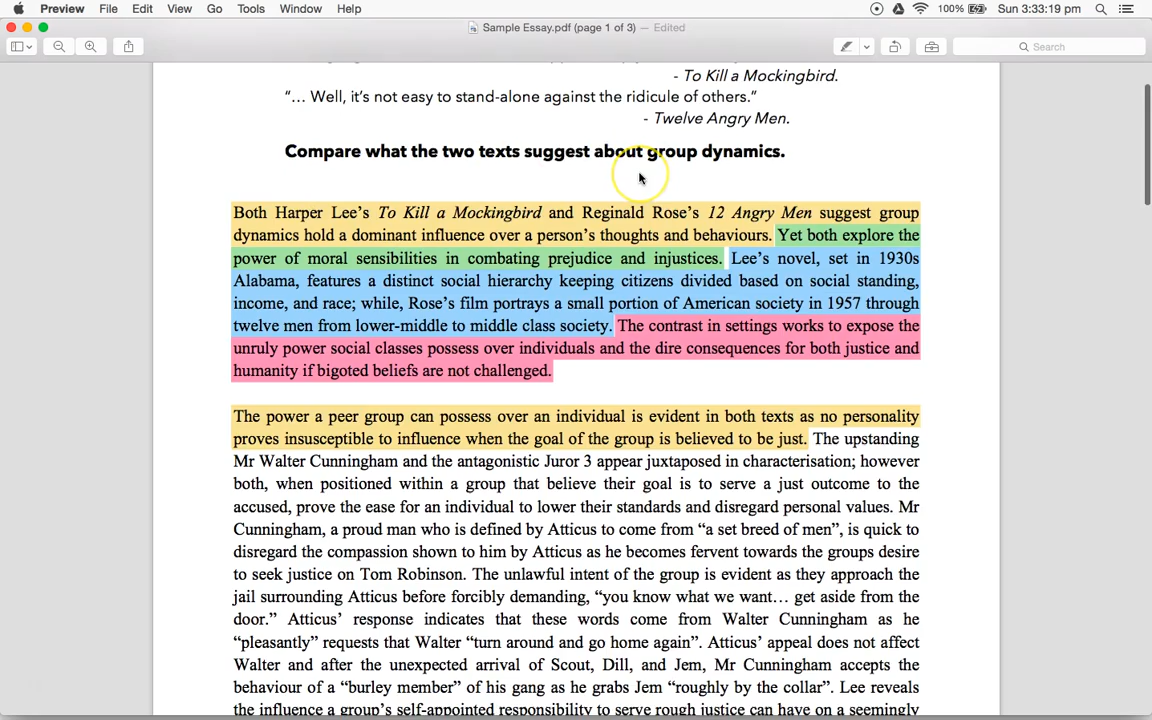 Preview File Edit View Go Tools Window Help 100% Sun 3:33:19 pm
Sample Essay.pdf (page 1 of 3) — Edited
Search
- To Kill a Mockingbird.
“… Well, it’s not easy to stand-alone against the ridicule of others.”
- Twelve Angry Men.
Compare what the two texts suggest about group dynamics.
Both Harper Lee’s To Kill a Mockingbird and Reginald Rose’s 12 Angry Men suggest group
dynamics hold a dominant influence over a person’s thoughts and behaviours. Yet both explore the
power of moral sensibilities in combating prejudice and injustices. Lee’s novel, set in 1930s
Alabama, features a distinct social hierarchy keeping citizens divided based on social standing,
income, and race; while, Rose’s film portrays a small portion of American society in 1957 through
twelve men from lower-middle to middle class society. The contrast in settings works to expose the
unruly power social classes possess over individuals and the dire consequences for both justice and
humanity if bigoted beliefs are not challenged.
The power a peer group can possess over an individual is evident in both texts as no personality
proves insusceptible to influence when the goal of the group is believed to be just. The upstanding
Mr Walter Cunningham and the antagonistic Juror 3 appear juxtaposed in characterisation; however
both, when positioned within a group that believe their goal is to serve a just outcome to the
accused, prove the ease for an individual to lower their standards and disregard personal values. Mr
Cunningham, a proud man who is defined by Atticus to come from “a set breed of men”, is quick to
disregard the compassion shown to him by Atticus as he becomes fervent towards the groups desire
to seek justice on Tom Robinson. The unlawful intent of the group is evident as they approach the
jail surrounding Atticus before forcibly demanding, “you know what we want… get aside from the
door.” Atticus’ response indicates that these words come from Walter Cunningham as he
“pleasantly” requests that Walter “turn around and go home again”. Atticus’ appeal does not affect
Walter and after the unexpected arrival of Scout, Dill, and Jem, Mr Cunningham accepts the
behaviour of a “burley member” of his gang as he grabs Jem “roughly by the collar”. Lee reveals
the influence a group’s self-appointed responsibility to serve rough justice can have on a seemingly